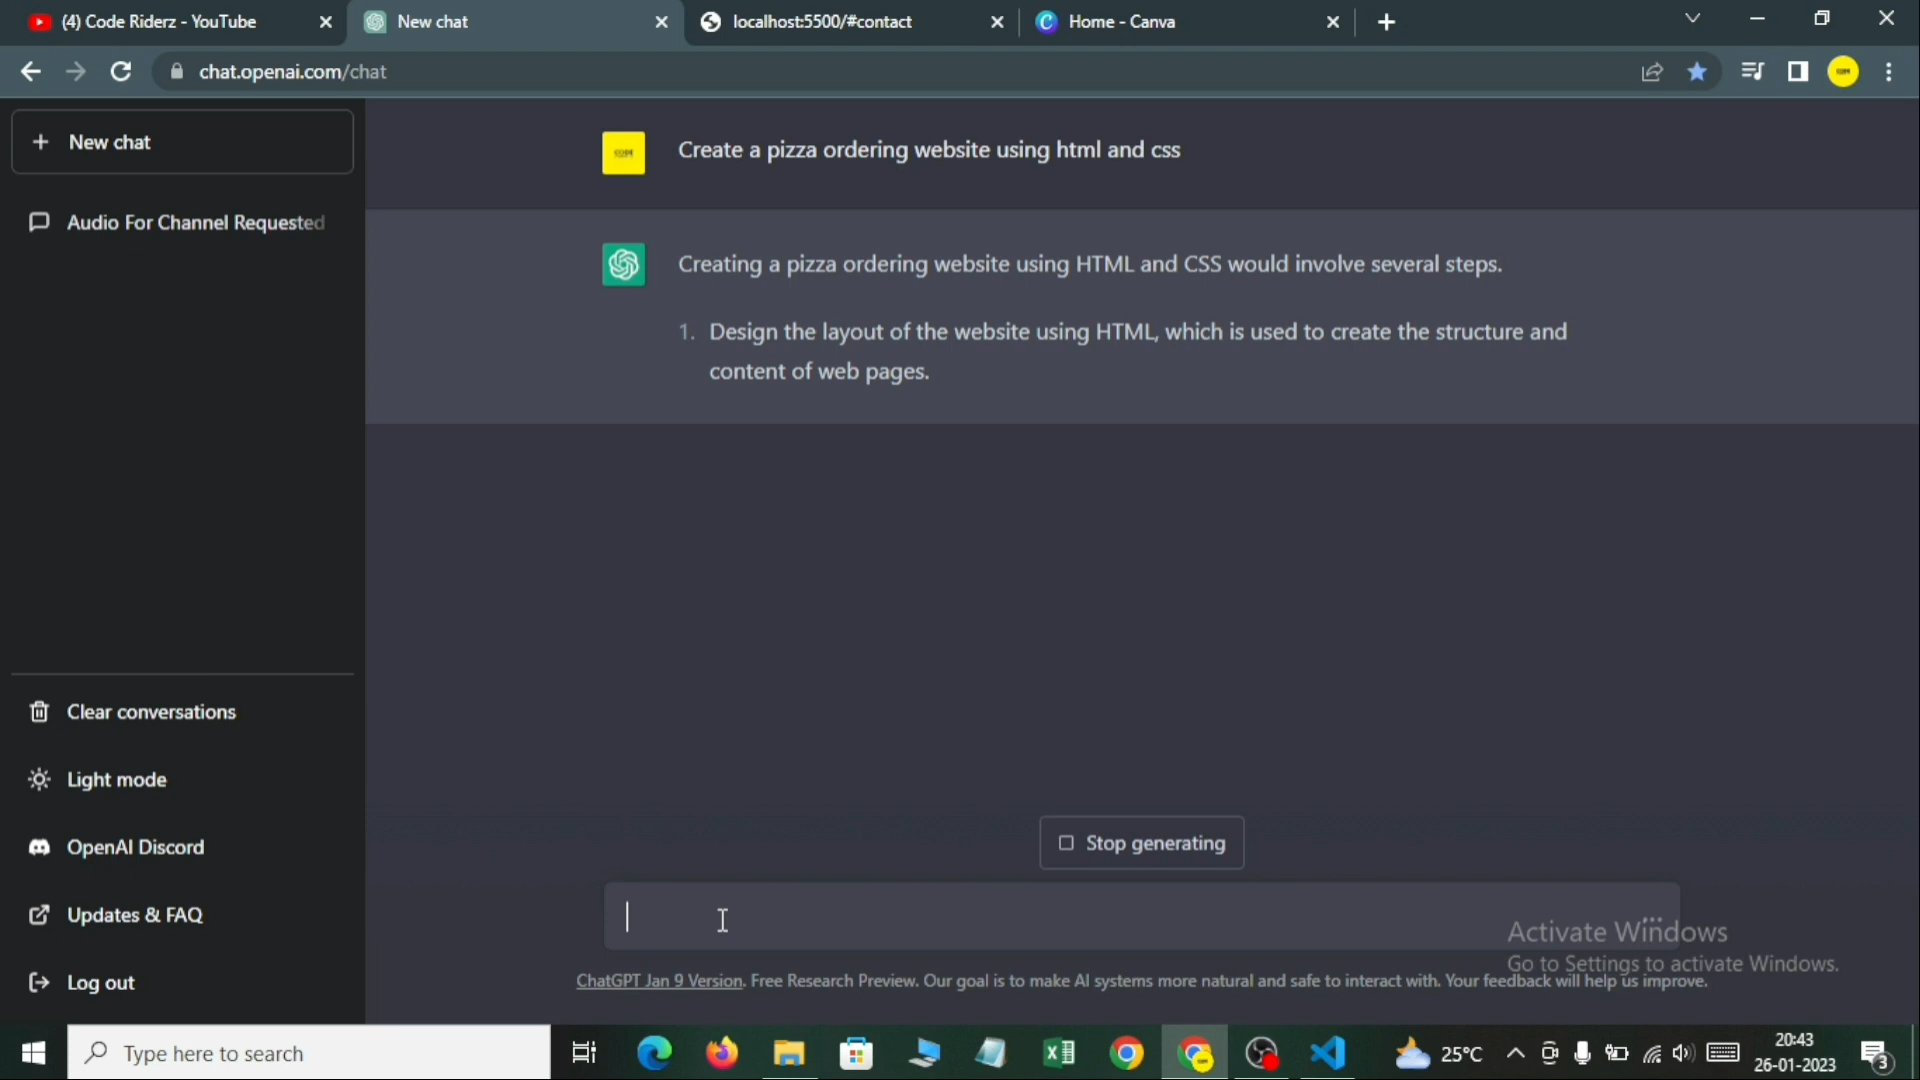 (4) Code Riderz - YouTube
New chat
localhost:5500/#contact
Home - Canva
chat.openai.com/chat
New chat
Create a pizza ordering website using html and css
Audio For Channel Requested
Creating a pizza ordering website using HTML and CSS would involve several steps.
1. Design the layout of the website using HTML, which is used to create the structure and
content of web pages.
Clear conversations
Light mode
Stop generating
OpenAI Discord
Updates & FAQ
Activate Windows
Go to Settings to activate Windows.
ChatGPT Jan 9 Version. Free Research Preview. Our goal is to make AI systems more natural and safe to interact with. Your feedback will help us improve.
Log out
Type here to search
25°C
20:43
26-01-2023
3